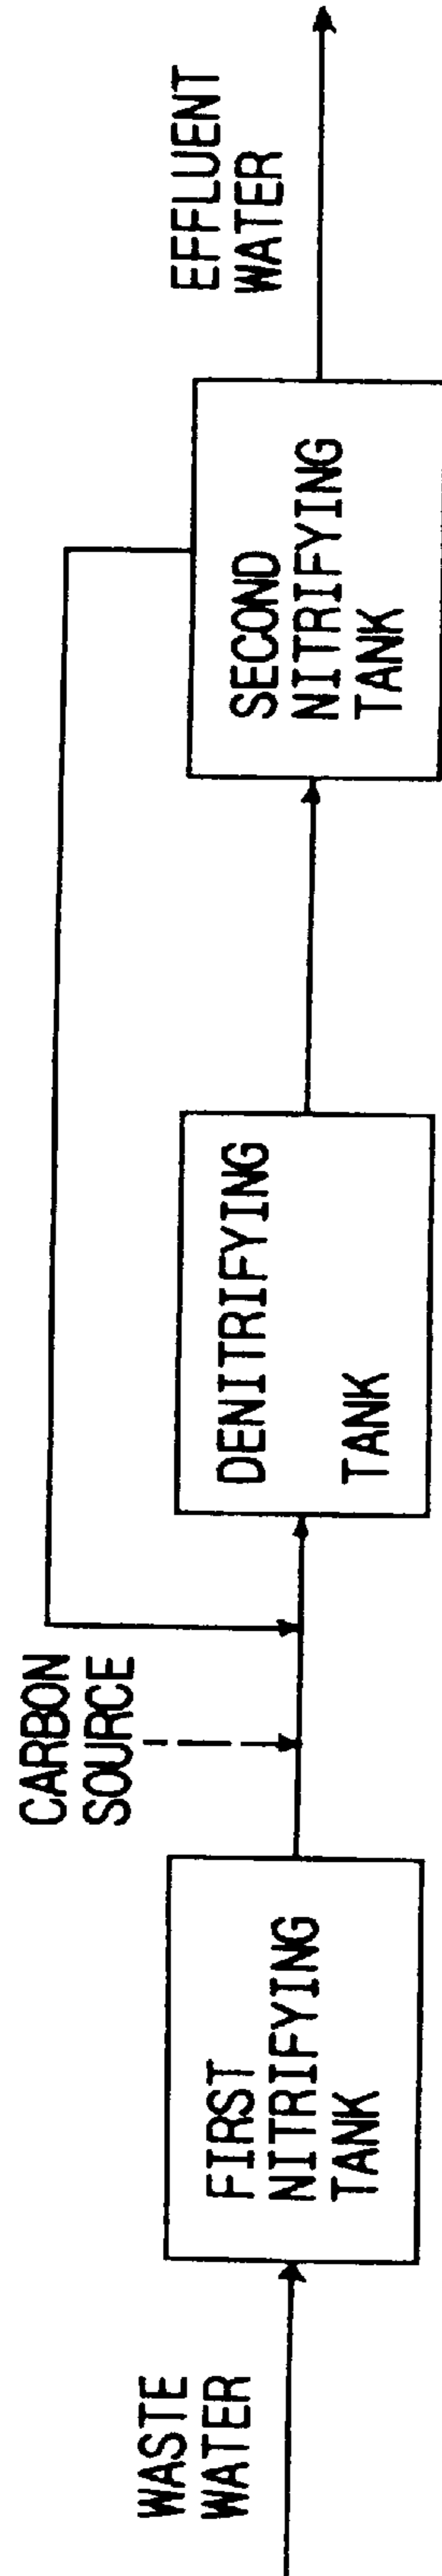 WASTE
WATER
FIRST
NITRIFYING
TANK
CARBON
SOURCE
DENITRIFYING
TANK
SECOND
NITRIFYING
TANK
EFFLUENT
WATER